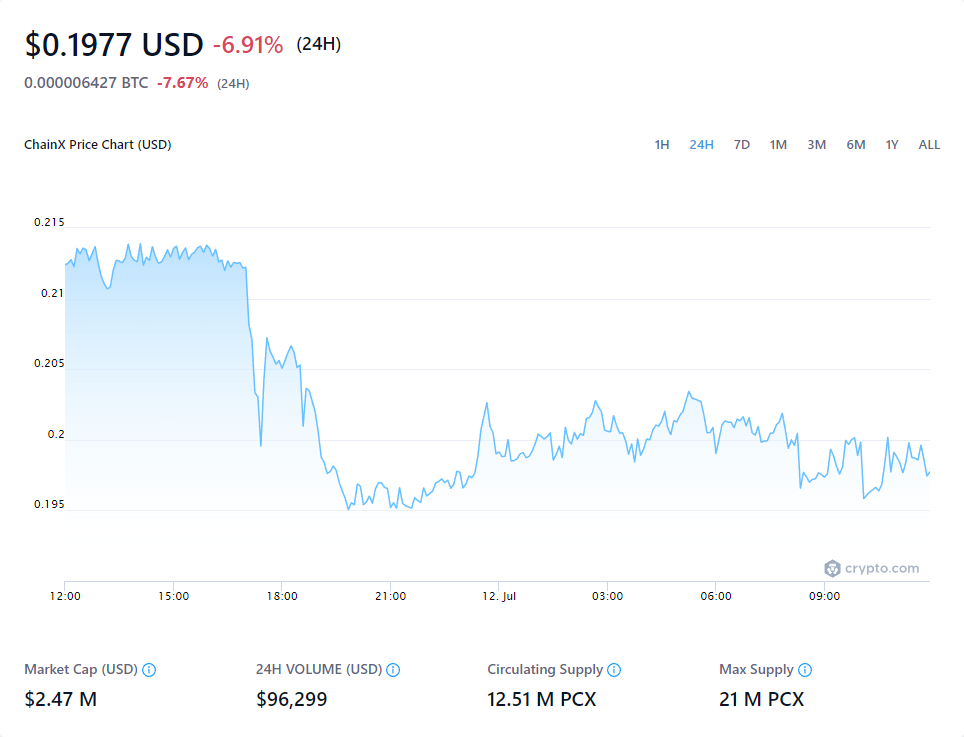 $0.1977 USD -6.91% (24H)
0.000006427 BTC -7.67% (24H)
ChainX Price Chart (USD) 1H 24H 7D 1M 3M 6M 1Y ALL
0.215
0.21
0.205
0.2
0.195
crypto.com
12:00 15:00 18:00 21:00 12. Jul 03:00 06:00 09:00
Market Cap (USD) 24H VOLUME (USD) Circulating Supply Max Supply
$2.47 M $96,299 12.51 M PCX 21 M PCX